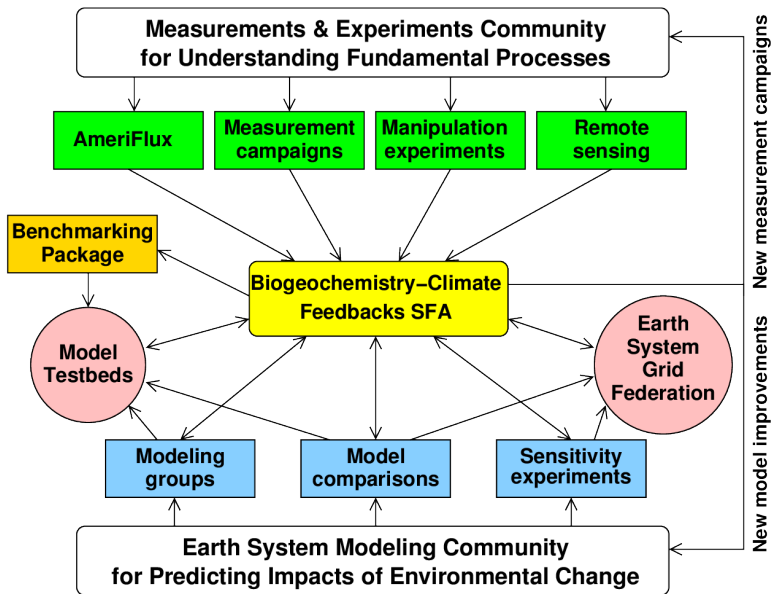 Measurements & Experiments Community
for Understanding Fundamental Processes
AmeriFlux
Measurement
campaigns
Manipulation
experiments
Remote
sensing
New measurement campaigns
Benchmarking
Package
Biogeochemistry–Climate
Feedbacks SFA
Model
Testbeds
Earth
System
Grid
Federation
New model improvements
Modeling
groups
Model
comparisons
Sensitivity
experiments
Earth System Modeling Community
for Predicting Impacts of Environmental Change